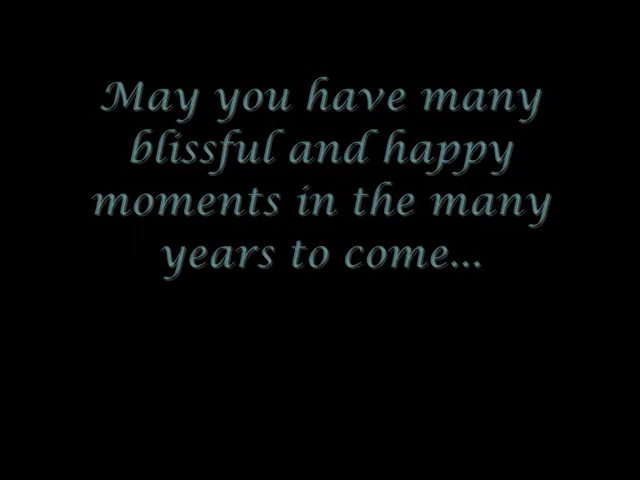 May you have many
blissful and happy
moments in the many
years to come...